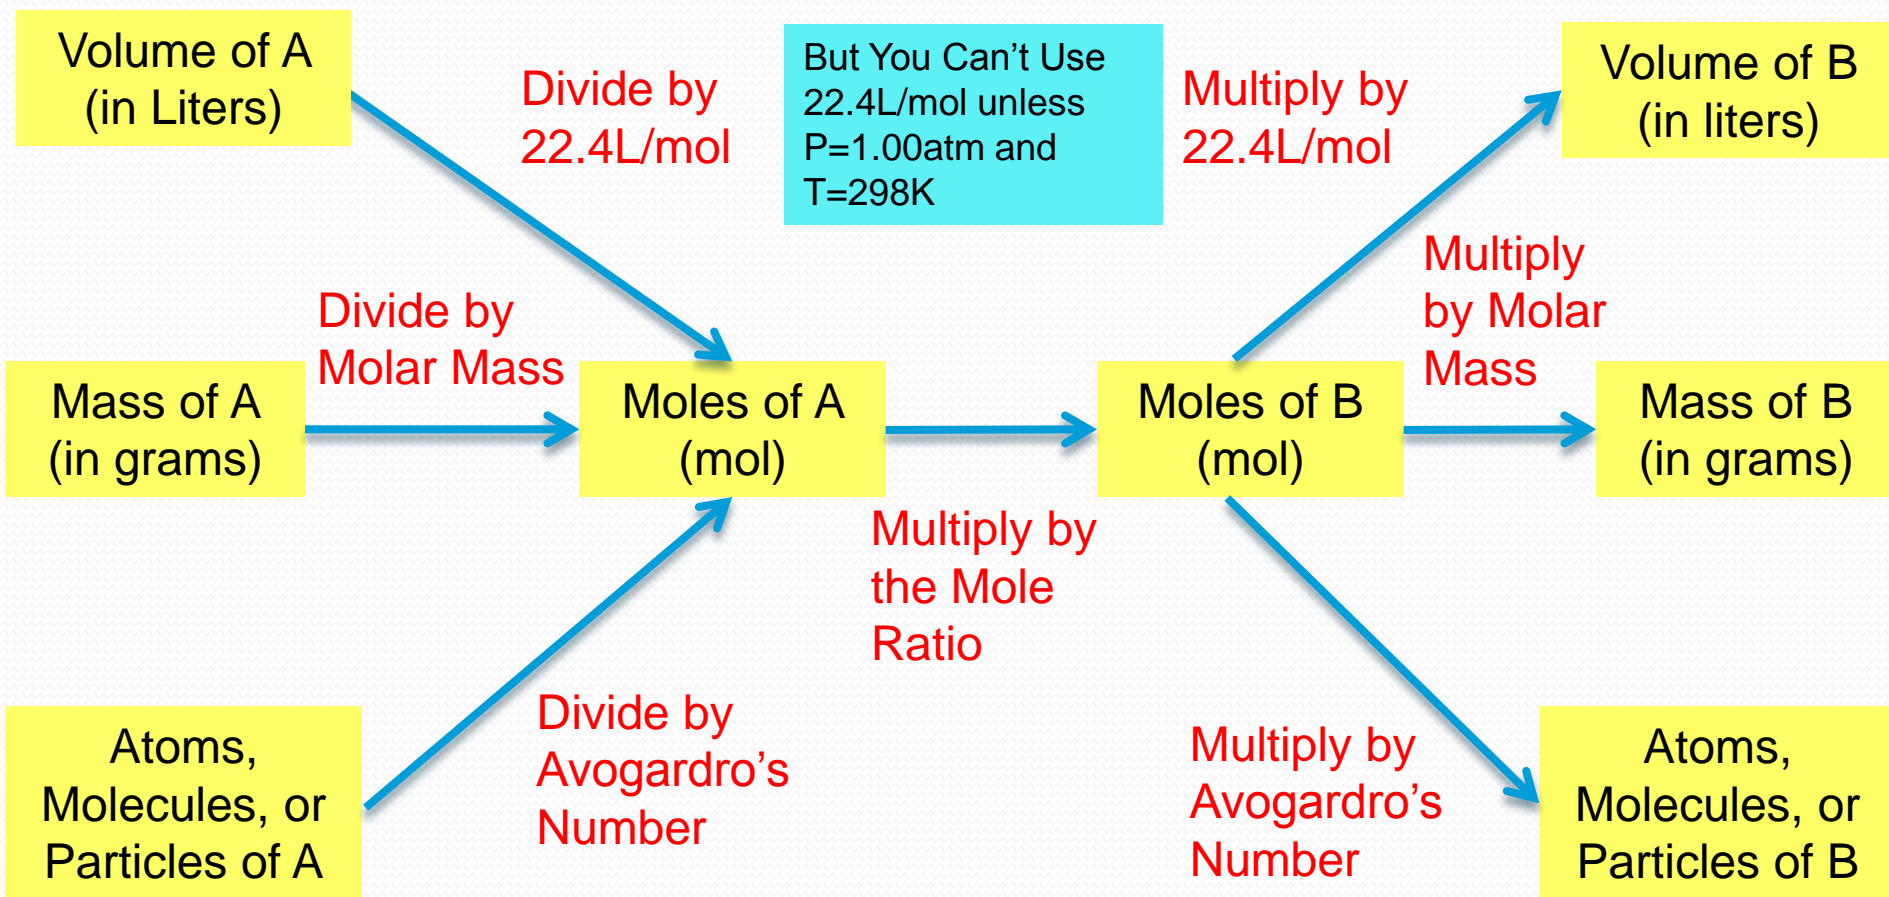 Volume of A
(in Liters)
Divide by
22.4L/mol
But You Can't Use
22.4L/mol unless
P=1.00atm and
T=298K
Multiply by
22.4L/mol
Volume of B
(in liters)
Divide by
Molar Mass
Multiply
by Molar
Mass
Mass of A
(in grams)
Moles of A
(mol)
Moles of B
(mol)
Mass of B
(in grams)
Multiply by
the Mole
Ratio
Atoms,
Molecules, or
Particles of A
Divide by
Avogardro's
Number
Multiply by
Avogardro's
Number
Atoms,
Molecules, or
Particles of B